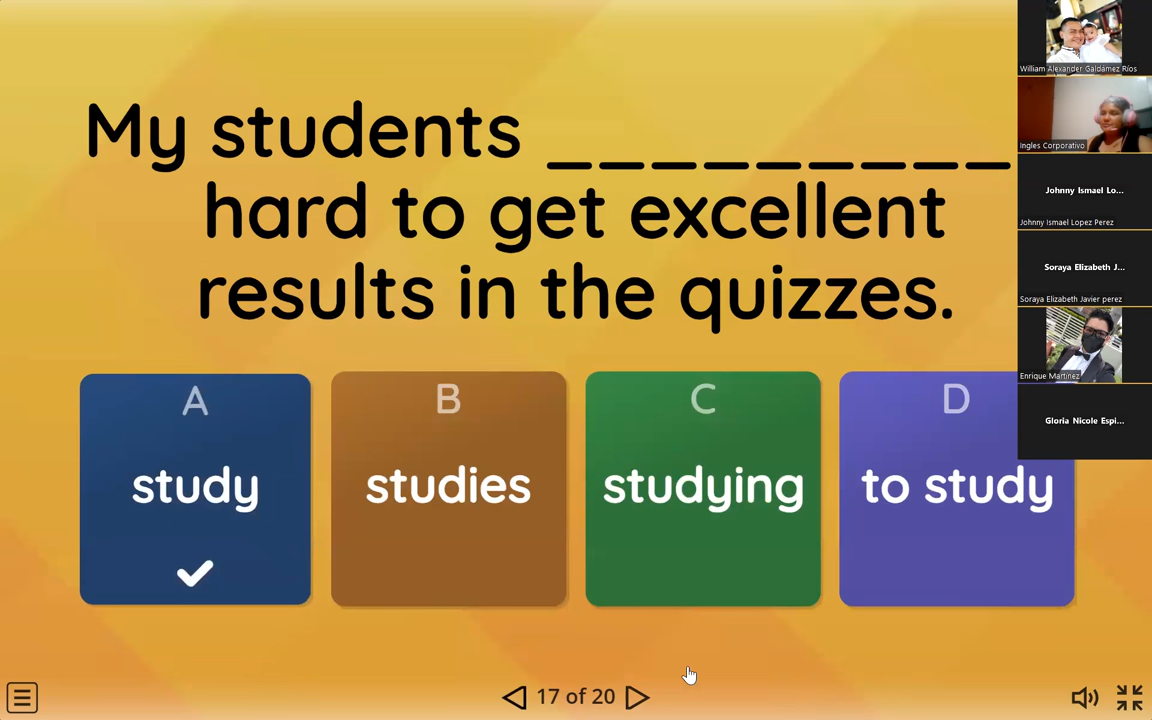 My students _________
hard to get excellent
results in the quizzes.
A
study
B
studies
C
studying
D
to study
17 of 20
William Alexander Galdamez Rios
Ingles Corporativo
Johnny Ismael Lo...
Johnny Ismael Lopez Perez
Soraya Elizabeth J...
Soraya Elizabeth Javier perez
Enrique Martinez
Gloria Nicole Espi...